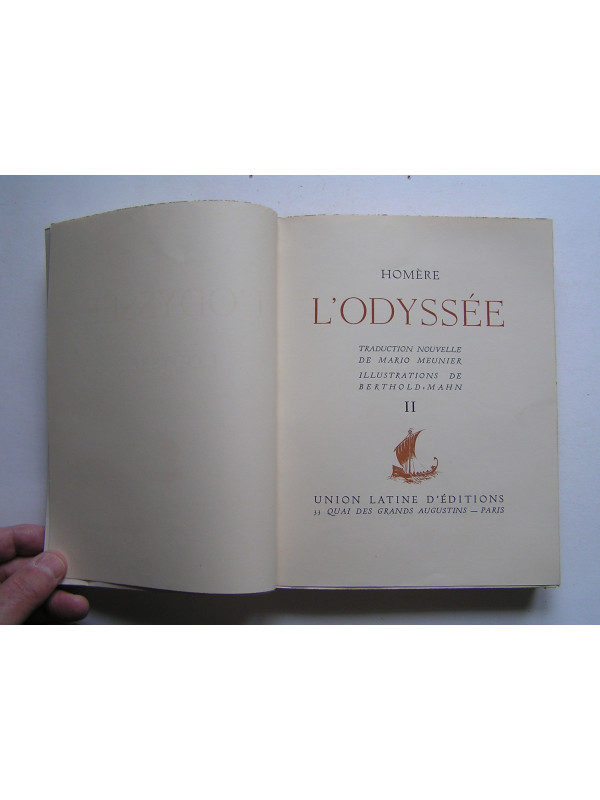 HOMÈRE
L'ODYSSÉE
TRADUCTION NOUVELLE
DE MARIO MEUNIER
ILLUSTRATIONS DE
BERTHOLD-MAHN
II
UNION LATINE D'ÉDITIONS
33 QUAI DES GRANDS AUGUSTINS — PARIS